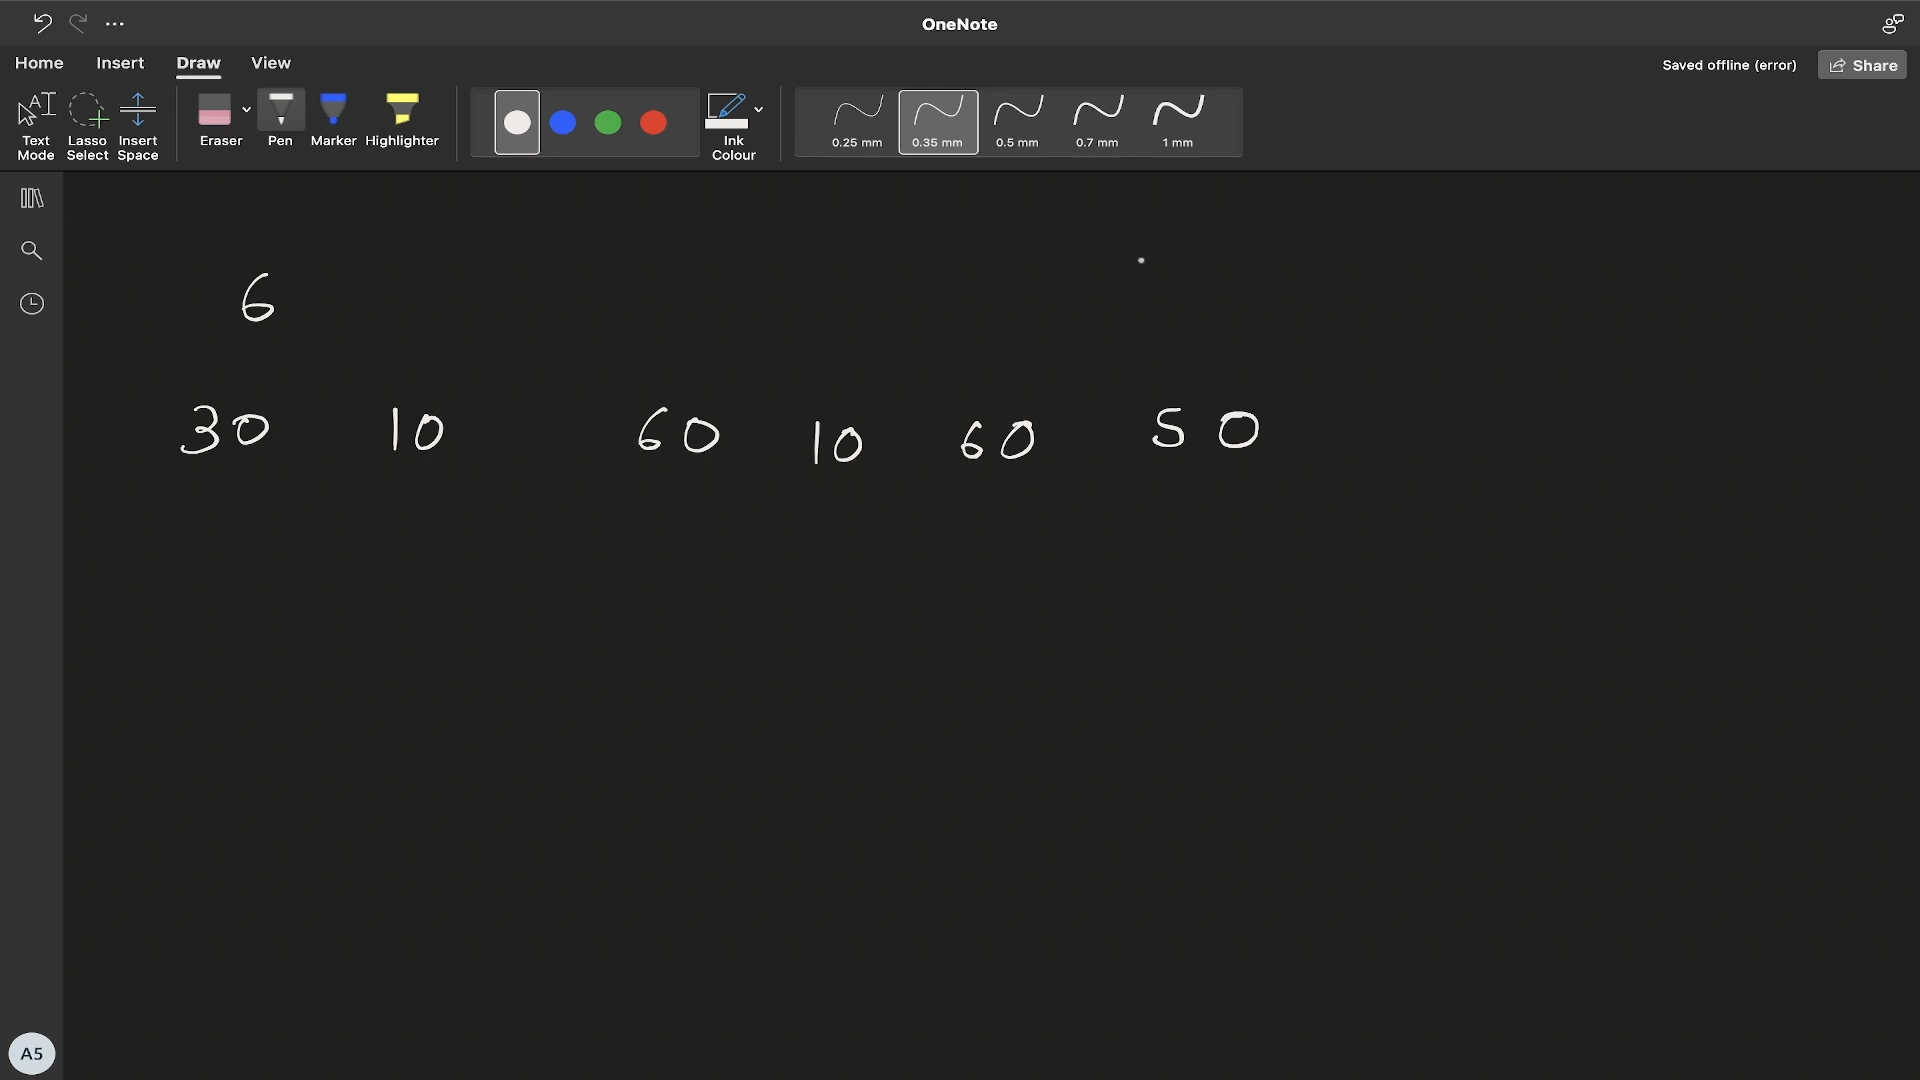 OneNote
Home Insert Draw View
Saved offline (error) Share
Text Mode Lasso Select Insert Space Eraser Pen Marker Highlighter Ink Colour 0.25 mm 0.35 mm 0.5 mm 0.7 mm 1 mm
6
30 10 60 10 60 50
A5